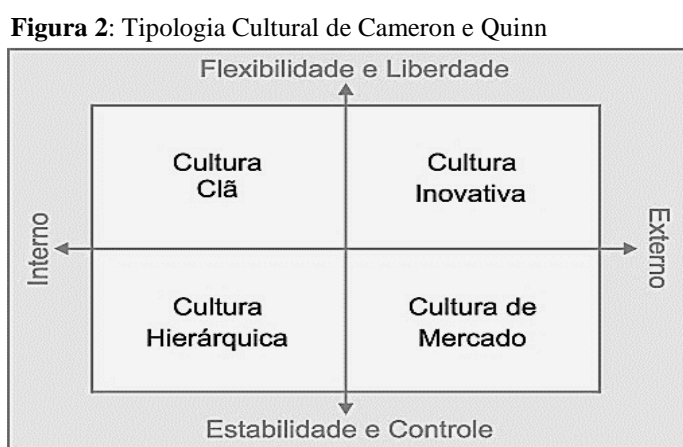 Figura 2: Tipologia Cultural de Cameron e Quinn
Flexibilidade e Liberdade
Cultura
Clã
Cultura
Inovativa
Interno
Externo
Cultura
Hierárquica
Cultura de
Mercado
Estabilidade e Controle